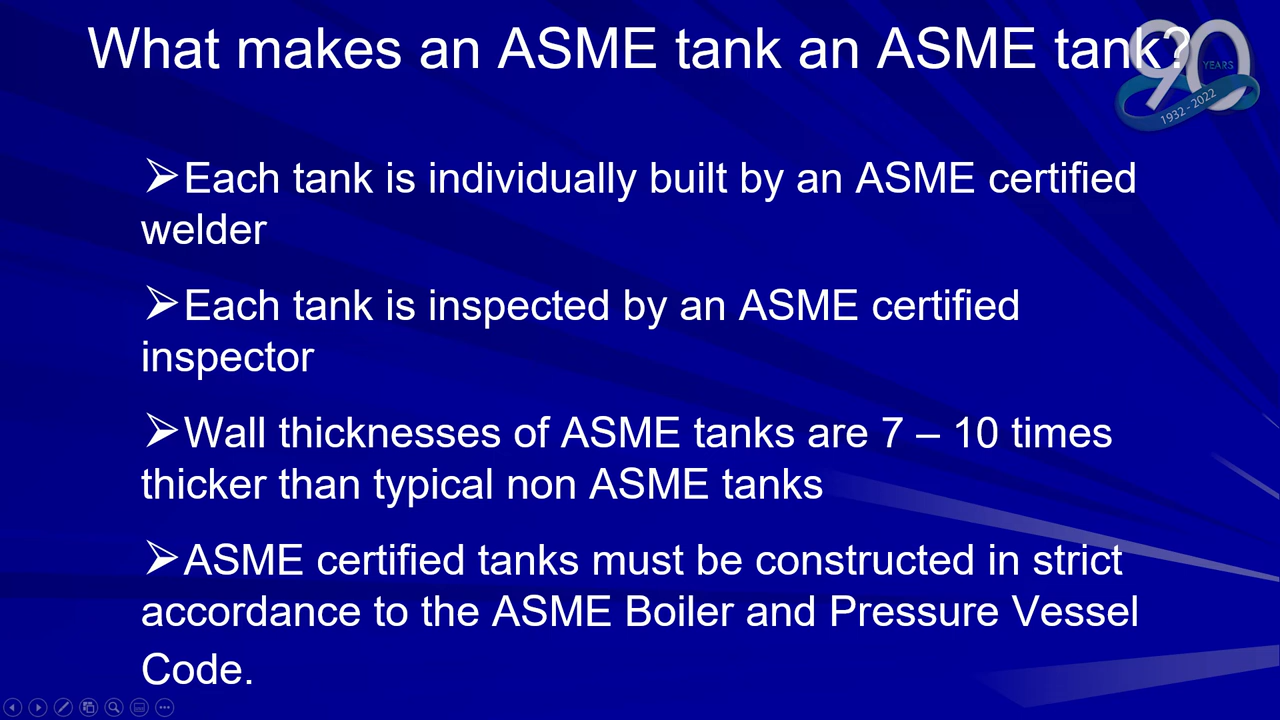 What makes an ASME tank an ASME tank?
90
YEARS
1932 - 2022
➢Each tank is individually built by an ASME certified
welder
➢Each tank is inspected by an ASME certified
inspector
➢Wall thicknesses of ASME tanks are 7 – 10 times
thicker than typical non ASME tanks
➢ASME certified tanks must be constructed in strict
accordance to the ASME Boiler and Pressure Vessel
Code.